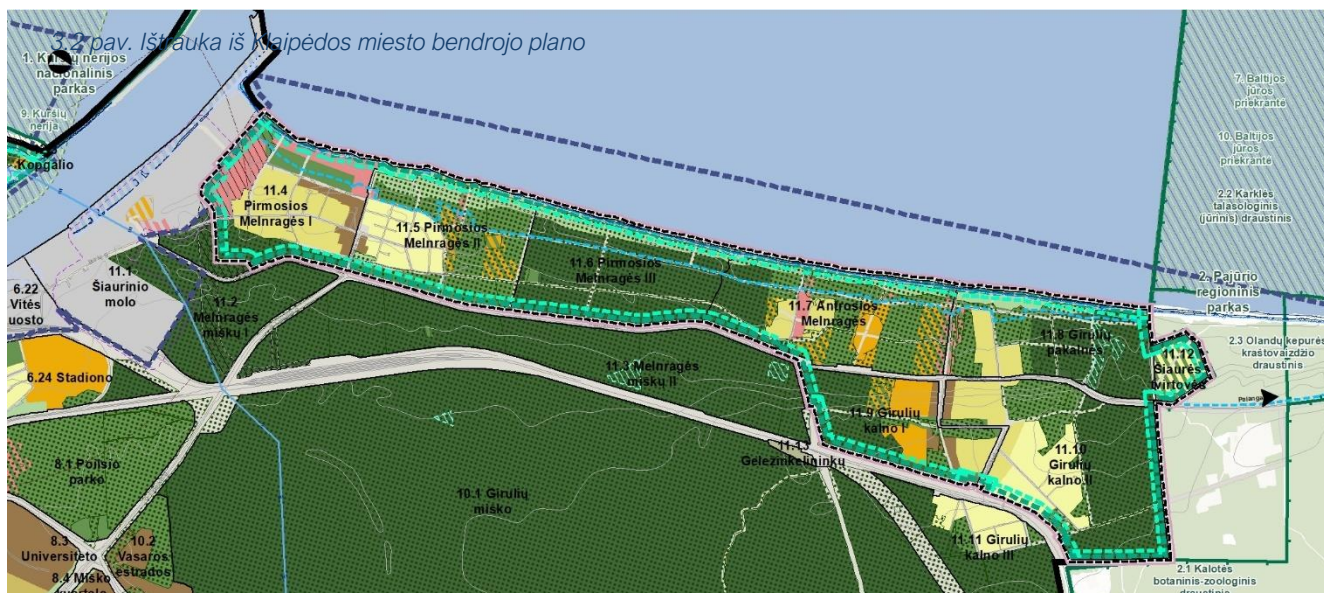 3.2 pav. Ištrauka iš Klaipėdos miesto bendrojo plano
1. Kuršių nerijos
nacionalinis
parkas
9. Kuršių
nerija
Kopgalio
7. Baltijos
jūros
priekrantė
10. Baltijos
jūros
priekrantė
2.2 Karklės
talasologinis
(jūrinis) draustinis
2. Pajūrio
regioninis
parkas
2.3 Olandų kepurės
kraštovaizdžio
draustinis
11.4
Pirmosios
Melnragės I
11.5 Pirmosios
Melnragės II
11.6 Pirmosios
Melnragės III
11.7 Antrosios
Melnragės
11.8 Girulių
pakalnės
11.12
Šiaurės
tvirtovės
11.1
Šiaurinio
molo
6.22
Vitės
uosto
11.2
Melnragės
miškų I
11.3 Melnragės
miškų II
6.24 Stadiono
11.9 Girulių
kalno I
Palanga
11.10
Girulių
kalno II
11.13
Geležinkelininkų
8.1 Poilsio
parko
10.1 Girulių
miško
8.3
Universiteto
10.2
Vasaros
estrados
8.4 Miško
11.11 Girulių
kalno III
2.1 Kalotės
botaninis-zoologinis
draustinis